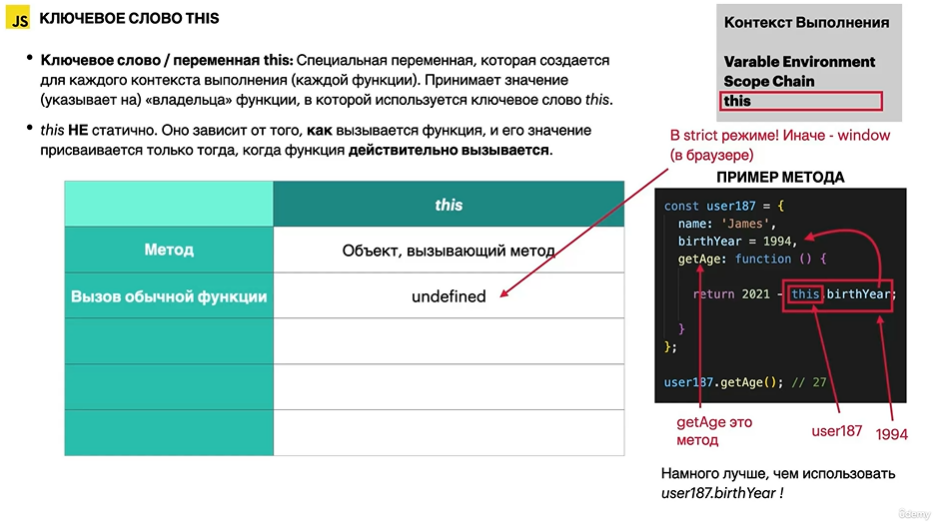 JS КЛЮЧЕВОЕ СЛОВО THIS
• Ключевое слово / переменная this: Специальная переменная, которая создается
для каждого контекста выполнения (каждой функции). Принимает значение
(указывает на) «владельца» функции, в которой используется ключевое слово this.
• this НЕ статично. Оно зависит от того, как вызывается функция, и его значение
присваивается только тогда, когда функция действительно вызывается.
Контекст Выполнения
Varable Environment
Scope Chain
this
В strict режиме! Иначе - window
(в браузере)
this
Метод
Объект, вызывающий метод
Вызов обычной функции
undefined
ПРИМЕР МЕТОДА
const user187 = {
name: 'James',
birthYear = 1994,
getAge: function () {
return 2021 - this.birthYear;
}
};
user187.getAge(); // 27
getAge это
метод
user187
1994
Намного лучше, чем использовать
user187.birthYear !
ûdemy